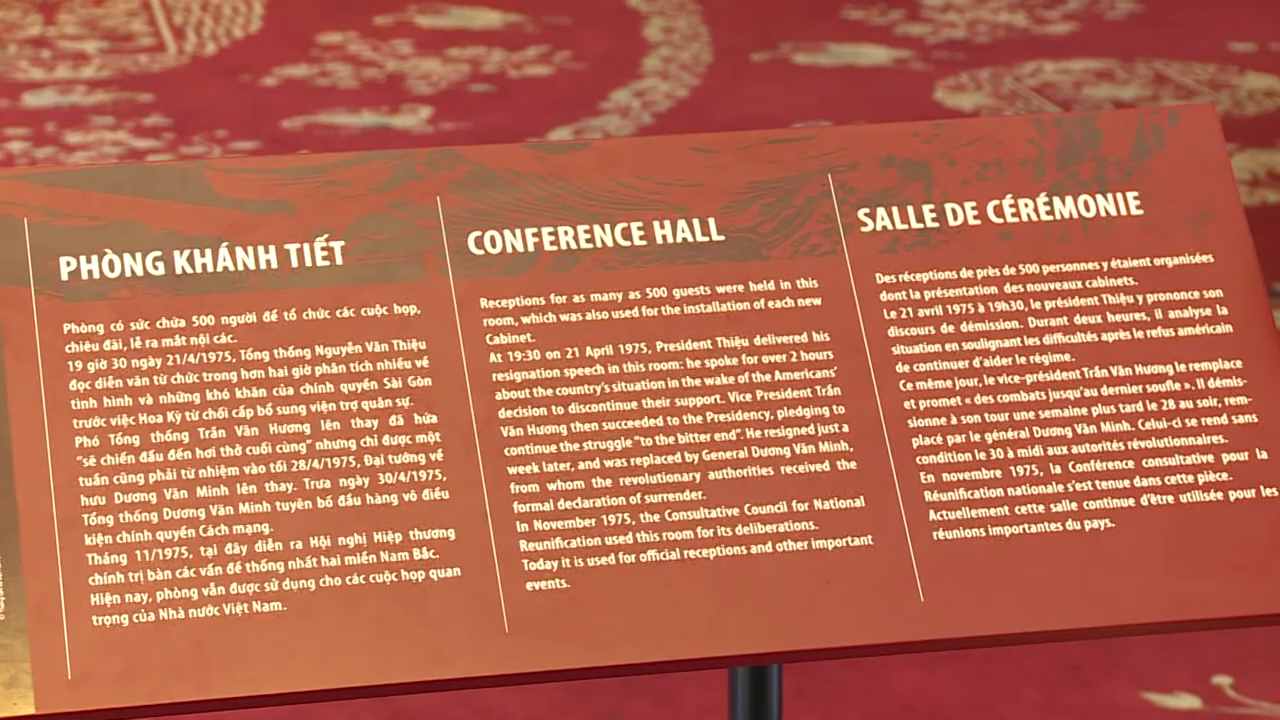 PHÒNG KHÁNH TIẾT
Phòng có sức chứa 500 người để tổ chức các cuộc họp,
chiêu đãi, lễ ra mắt nội các.
19 giờ 30 ngày 21/4/1975, Tổng thống Nguyễn Văn Thiệu
đọc diễn văn từ chức trong hơn hai giờ phân tích nhiều về
tình hình và những khó khăn của chính quyền Sài Gòn
trước việc Hoa Kỳ từ chối cấp bổ sung viện trợ quân sự.
Phó Tổng thống Trần Văn Hương lên thay đã hứa
“sẽ chiến đấu đến hơi thở cuối cùng” nhưng chỉ được một
tuần cũng phải từ nhiệm vào tối 28/4/1975, Đại tướng về
hưu Dương Văn Minh lên thay. Trưa ngày 30/4/1975,
Tổng thống Dương Văn Minh tuyên bố đầu hàng vô điều
kiện chính quyền Cách mạng.
Tháng 11/1975, tại đây diễn ra Hội nghị Hiệp thương
chính trị bàn các vấn đề thống nhất hai miền Nam Bắc.
Hiện nay, phòng vẫn được sử dụng cho các cuộc họp quan
trọng của Nhà nước Việt Nam.
CONFERENCE HALL
Receptions for as many as 500 guests were held in this
room, which was also used for the installation of each new
Cabinet.
At 19:30 on 21 April 1975, President Thiệu delivered his
resignation speech in this room: he spoke for over 2 hours
about the country’s situation in the wake of the Americans’
decision to discontinue their support. Vice President Trần
Văn Hương then succeeded to the Presidency, pledging to
continue the struggle “to the bitter end”. He resigned just a
week later, and was replaced by General Dương Văn Minh,
from whom the revolutionary authorities received the
formal declaration of surrender.
In November 1975, the Consultative Council for National
Reunification used this room for its deliberations.
Today it is used for official receptions and other important
events.
SALLE DE CÉRÉMONIE
Des réceptions de près de 500 personnes y étaient organisées
dont la présentation des nouveaux cabinets.
Le 21 avril 1975 à 19h30, le président Thiệu y prononce son
discours de démission. Durant deux heures, il analyse la
situation en soulignant les difficultés après le refus américain
de continuer d’aider le régime.
Ce même jour, le vice-président Trần Văn Hương le remplace
et promet « des combats jusqu’au dernier soufle ». Il démis-
sionne à son tour une semaine plus tard le 28 au soir, rem-
placé par le général Dương Văn Minh. Celui-ci se rend sans
condition le 30 à midi aux autorités révolutionnaires.
En novembre 1975, la Conférence consultative pour la
Réunification nationale s’est tenue dans cette pièce.
Actuellement cette salle continue d’être utilisée pour les
réunions importantes du pays.